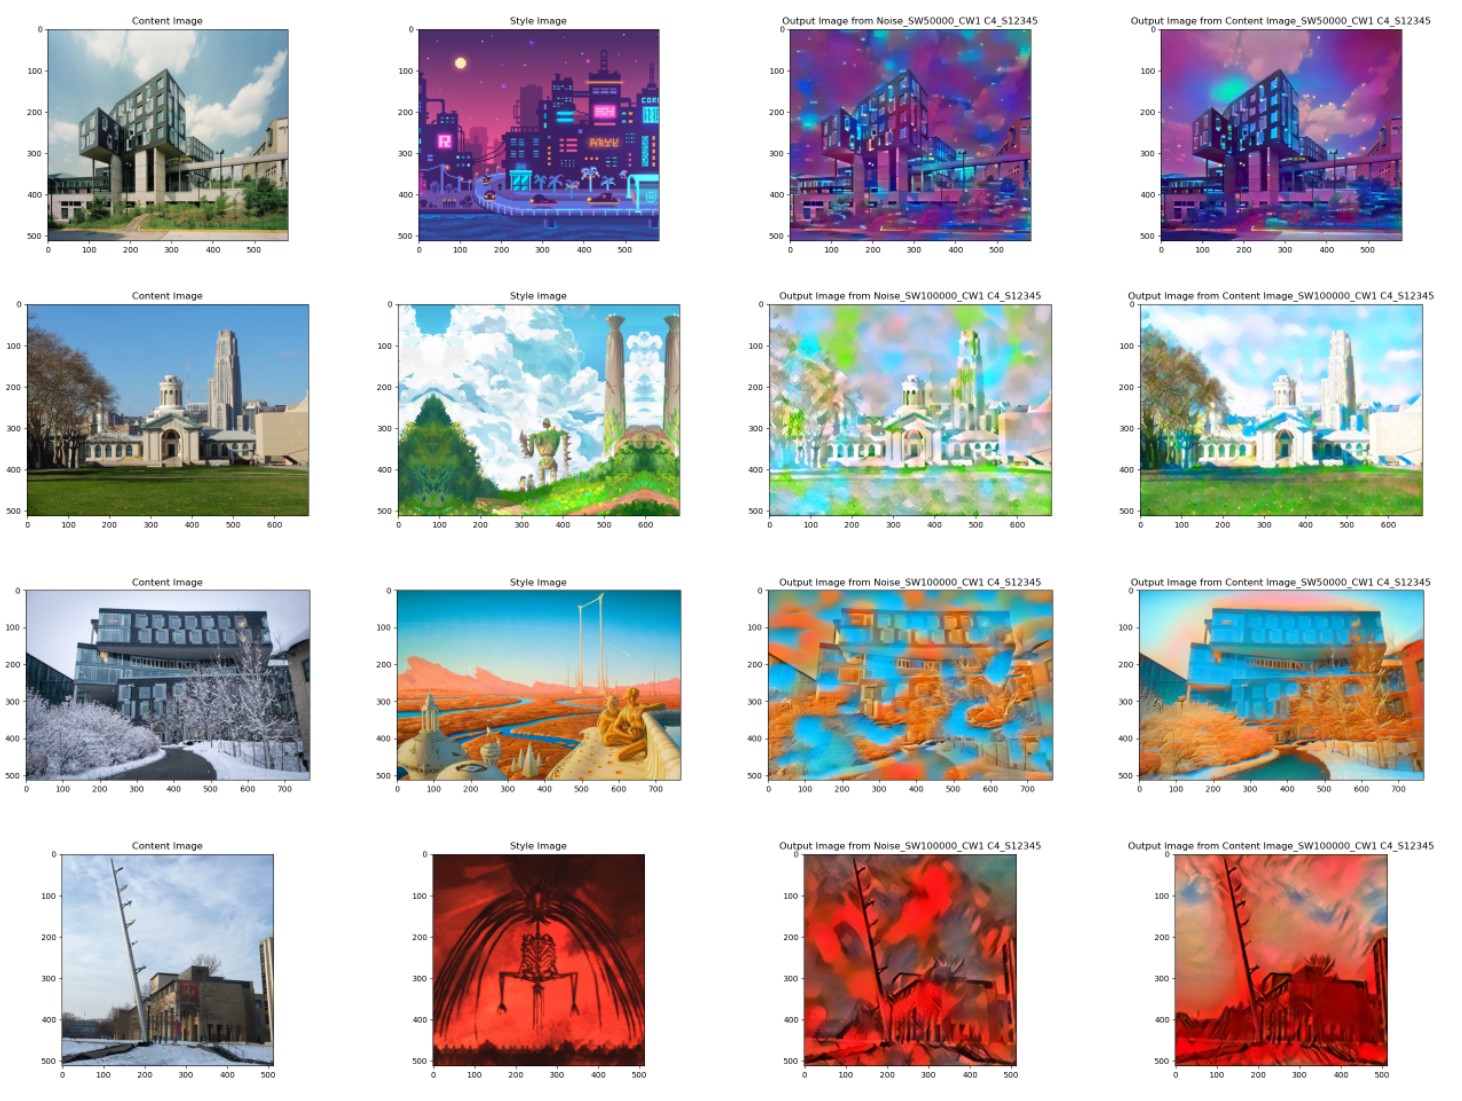 Content Image
Style Image
Output Image from Noise_SW50000_CW1 C4_S12345
Output Image from Content Image_SW50000_CW1 C4_S12345
0
100
200
300
400
500
0 100 200 300 400 500
0
100
200
300
400
500
0 100 200 300 400 500
R
0
100
200
300
400
500
0 100 200 300 400 500
0
100
200
300
400
500
0 100 200 300 400 500
Content Image
Style Image
Output Image from Noise_SW100000_CW1 C4_S12345
Output Image from Content Image_SW100000_CW1 C4_S12345
0
100
200
300
400
500
0 100 200 300 400 500 600
0
100
200
300
400
500
0 100 200 300 400 500 600
0
100
200
300
400
500
0 100 200 300 400 500 600
0
100
200
300
400
500
0 100 200 300 400 500 600
Content Image
Style Image
Output Image from Noise_SW100000_CW1 C4_S12345
Output Image from Content Image_SW50000_CW1 C4_S12345
0
100
200
300
400
500
0 100 200 300 400 500 600 700
0
100
200
300
400
500
0 100 200 300 400 500 600 700
0
100
200
300
400
500
0 100 200 300 400 500 600 700
0
100
200
300
400
500
0 100 200 300 400 500 600 700
Content Image
Style Image
Output Image from Noise_SW100000_CW1 C4_S12345
Output Image from Content Image_SW100000_CW1 C4_S12345
0
100
200
300
400
500
0 100 200 300 400 500
0
100
200
300
400
500
0 100 200 300 400 500
0
100
200
300
400
500
0 100 200 300 400 500
0
100
200
300
400
500
0 100 200 300 400 500